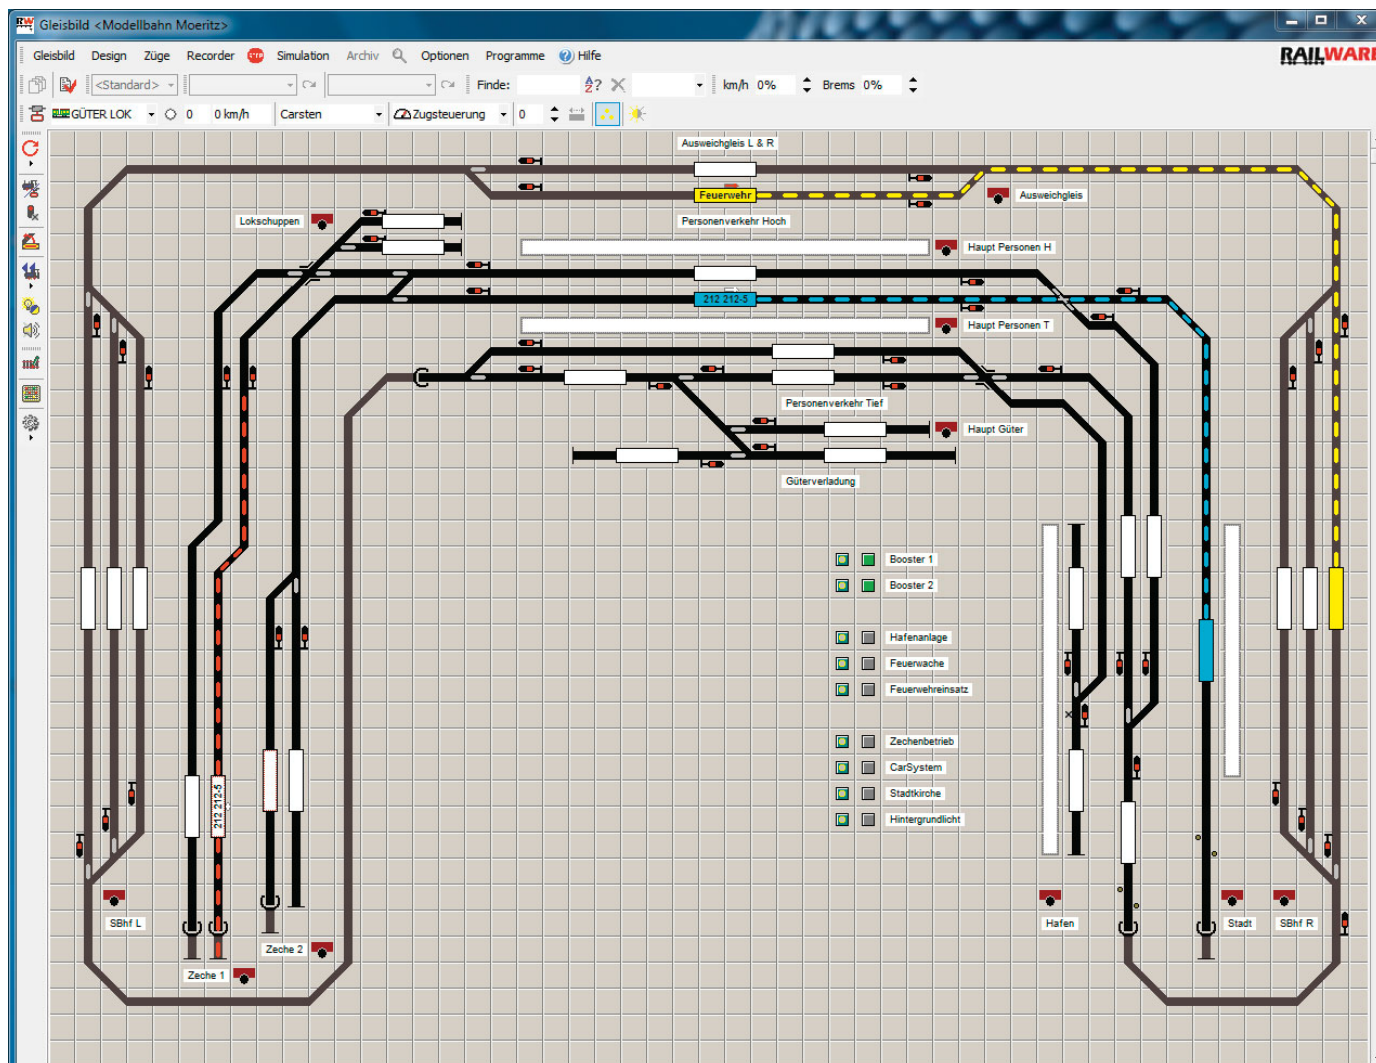 RW Gleisbild <Modellbahn Moeritz>
Gleisbild Design Züge Recorder STP Simulation Archiv Optionen Programme ? Hilfe
RAILWARE
<Standard> Finde: km/h 0% Brems 0%
GÜTER LOK 0 0 km/h Carsten Zugsteuerung 0
Ausweichgleis L & R
Feuerwehr
Ausweichgleis
Lokschuppen
Personenverkehr Hoch
Haupt Personen H
212 212-5
Haupt Personen T
Personenverkehr Tief
Haupt Güter
Güterverladung
Booster 1
Booster 2
Hafenanlage
Feuerwache
Feuerwehreinsatz
Zechenbetrieb
CarSystem
Stadtkirche
Hintergrundlicht
212 212-5
SBhf L
Hafen
Stadt
SBhf R
Zeche 2
Zeche 1